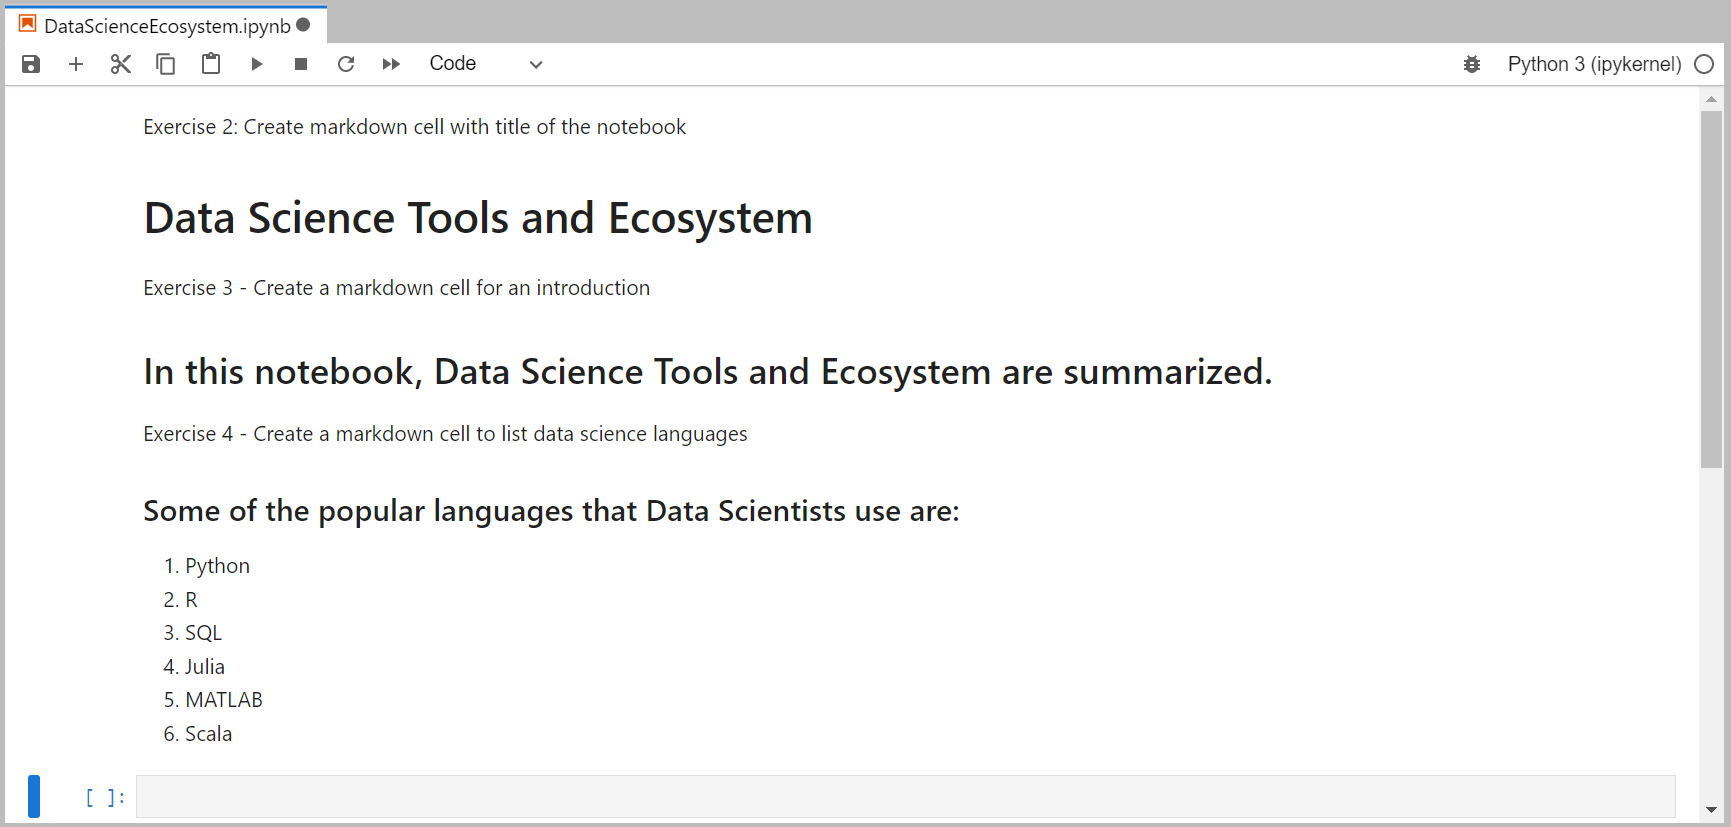 DataScienceEcosystem.ipynb
Code
Python 3 (ipykernel)
Exercise 2: Create markdown cell with title of the notebook
Data Science Tools and Ecosystem
Exercise 3 - Create a markdown cell for an introduction
In this notebook, Data Science Tools and Ecosystem are summarized.
Exercise 4 - Create a markdown cell to list data science languages
Some of the popular languages that Data Scientists use are:
1. Python
2. R
3. SQL
4. Julia
5. MATLAB
6. Scala
[ ]: